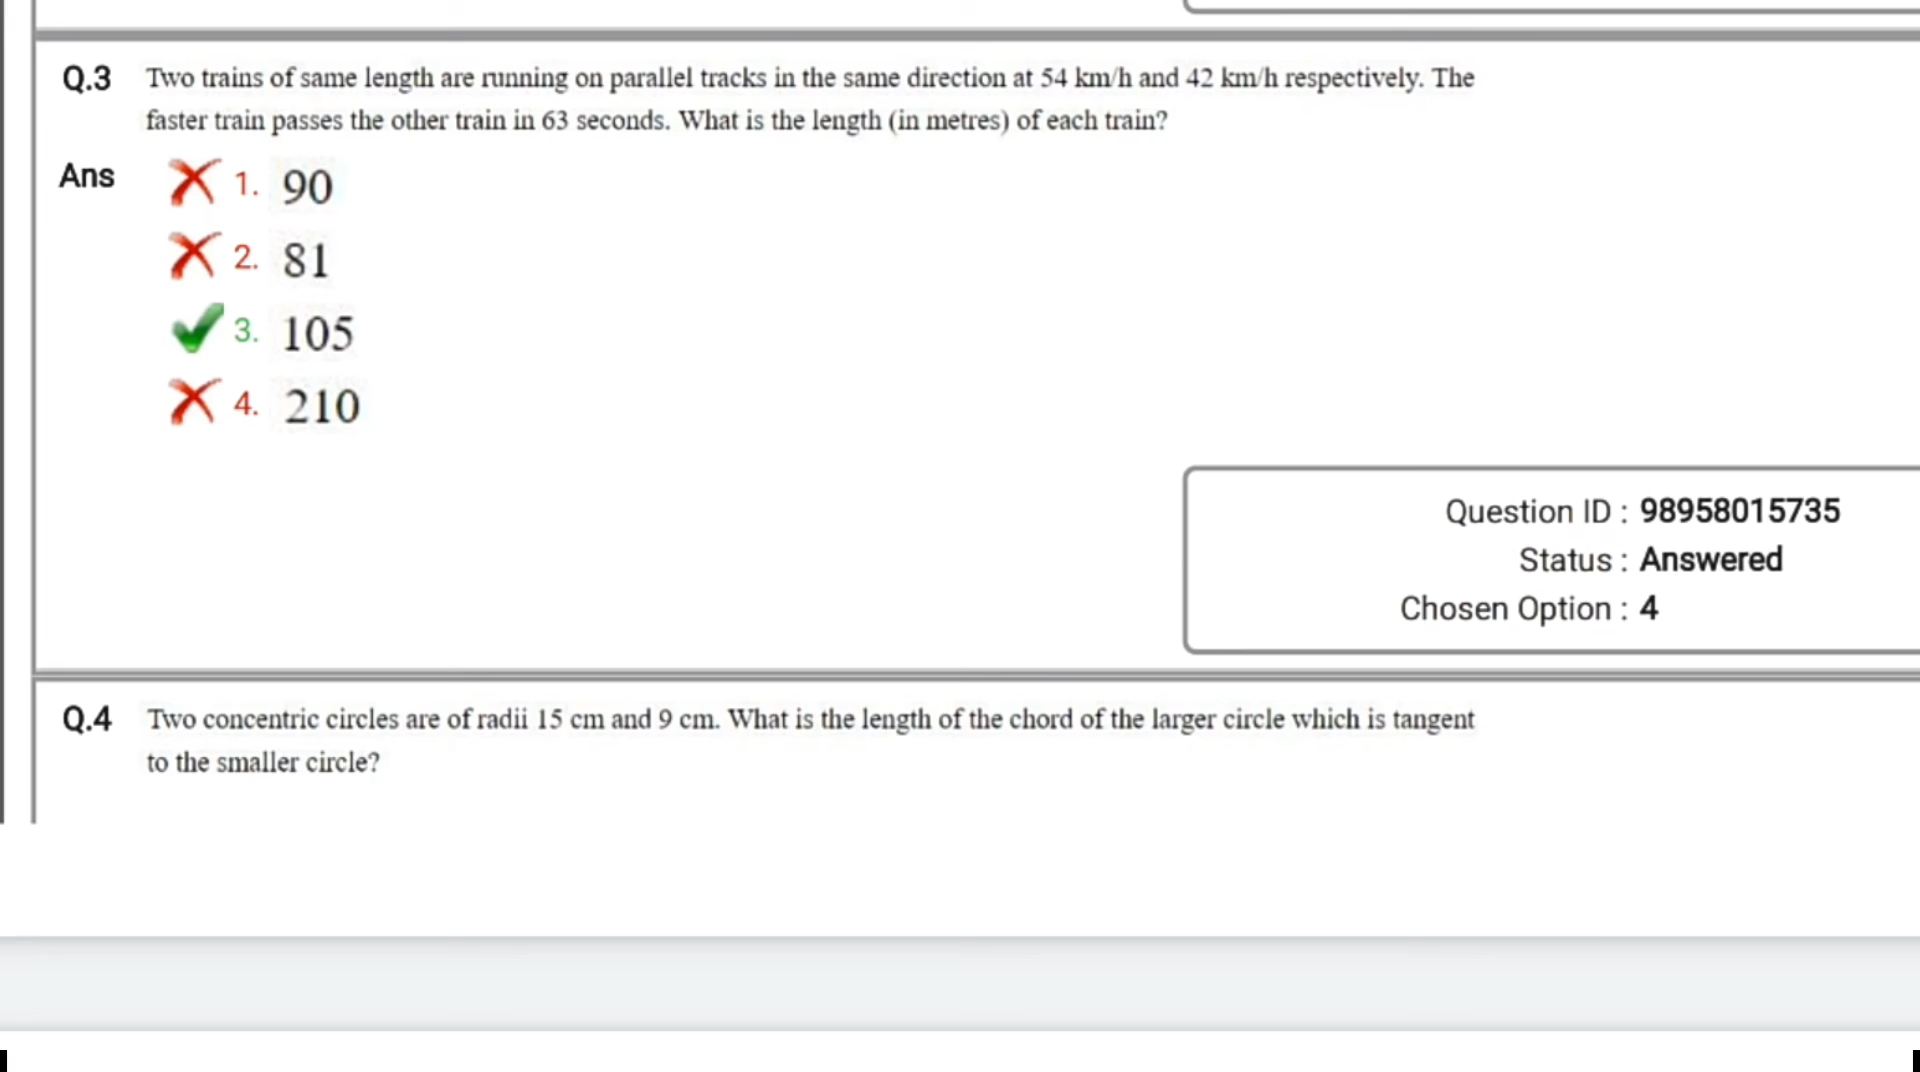 Q.3 Two trains of same length are running on parallel tracks in the same direction at 54 km/h and 42 km/h respectively. The
faster train passes the other train in 63 seconds. What is the length (in metres) of each train?
Ans 1. 90
2. 81
3. 105
4. 210
Question ID : 98958015735
Status : Answered
Chosen Option : 4
Q.4 Two concentric circles are of radii 15 cm and 9 cm. What is the length of the chord of the larger circle which is tangent
to the smaller circle?